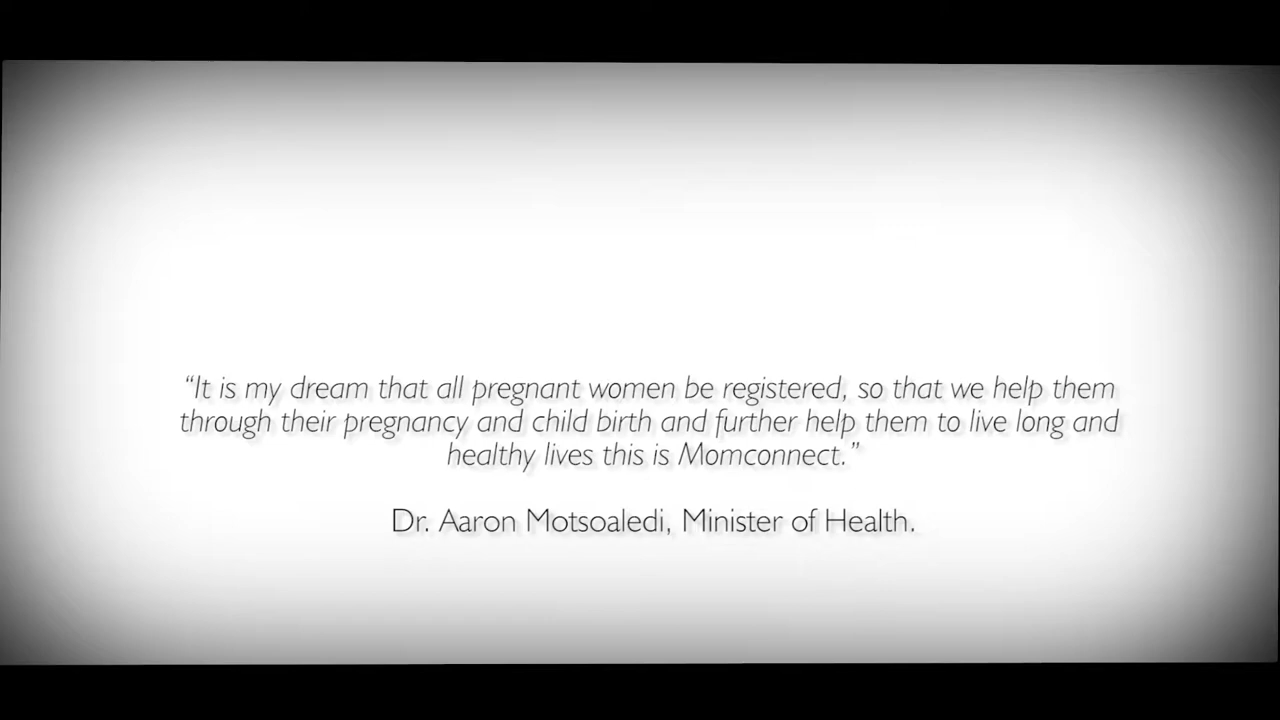 “It is my dream that all pregnant women be registered, so that we help them
through their pregnancy and child birth and further help them to live long and
healthy lives this is Momconnect.”
Dr. Aaron Motsoaledi, Minister of Health.